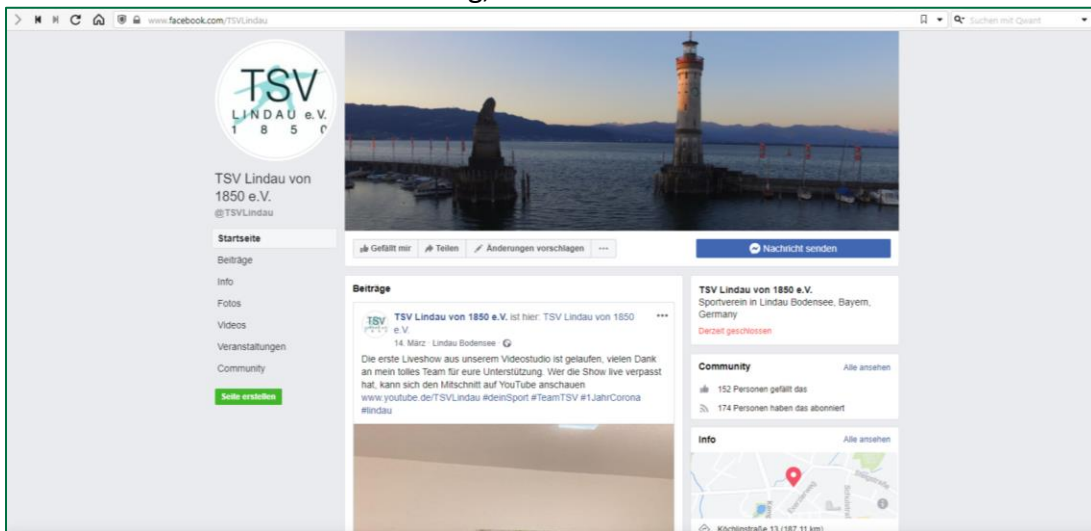 www.facebook.com/TSVLindau
Suchen mit Qwant
TSV
LINDAU e.V.
1 8 5 0
TSV Lindau von
1850 e.V.
@TSVLindau
Startseite
Beiträge
Info
Fotos
Videos
Veranstaltungen
Community
Seite erstellen
Gefällt mir
Teilen
Änderungen vorschlagen
Nachricht senden
Beiträge
TSV Lindau von 1850 e.V. ist hier: TSV Lindau von 1850
e.V.
14. März · Lindau Bodensee ·
Die erste Liveshow aus unserem Videostudio ist gelaufen, vielen Dank
an mein tolles Team für eure Unterstützung. Wer die Show live verpasst
hat, kann sich den Mitschnitt auf YouTube anschauen
www.youtube.de/TSVLindau #deinSport #TeamTSV #1JahrCorona
#lindau
TSV Lindau von 1850 e.V.
Sportverein in Lindau Bodensee, Bayern,
Germany
Derzeit geschlossen
Community
Alle ansehen
152 Personen gefällt das
174 Personen haben das abonniert
Info
Alle ansehen
Köchlinstraße 13 (187,11 km)